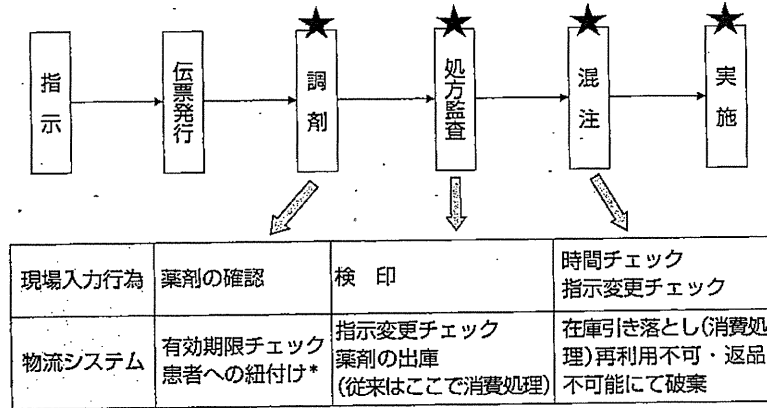 指示
伝票発行
調剤
処方監査
混注
実施
現場入力行為
薬剤の確認
検 印
時間チェック
指示変更チェック
物流システム
有効期限チェック
患者への紐付け*
指示変更チェック
薬剤の出庫
(従来はここで消費処理)
在庫引き落とし(消費処
理)再利用不可・返品
不可能にて破棄